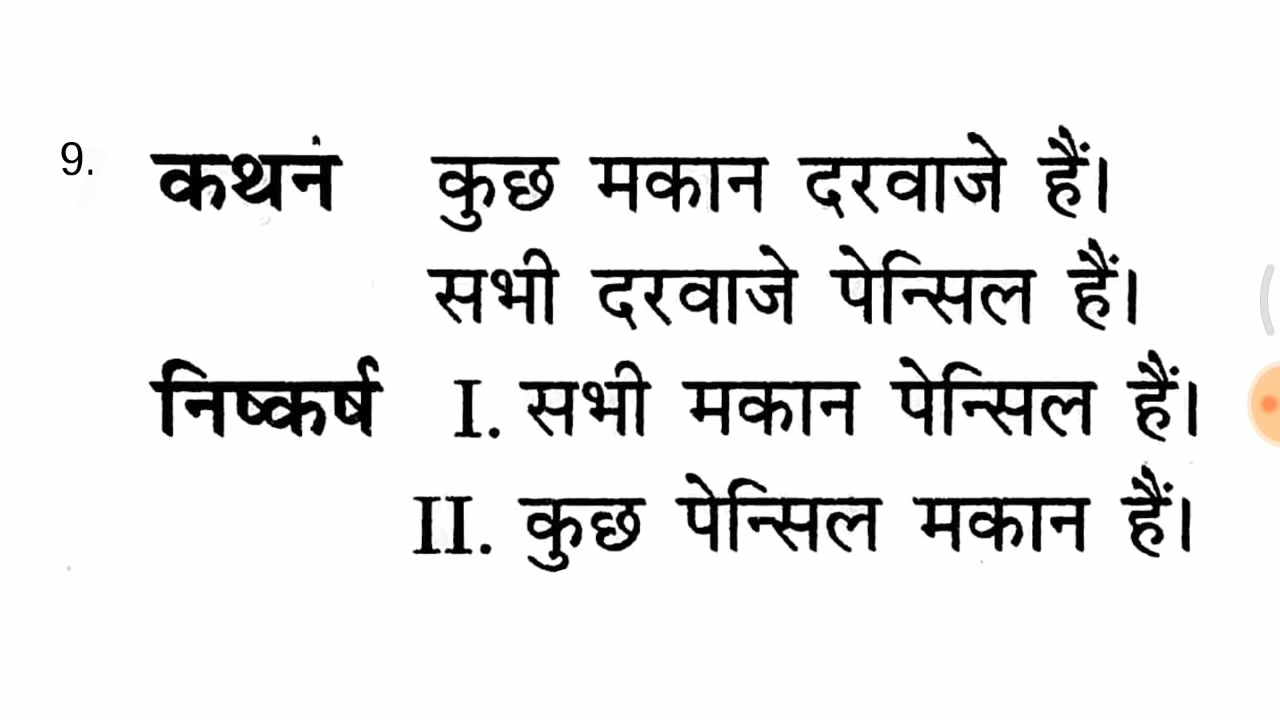 9. कथन कुछ मकान दरवाजे हैं।
सभी दरवाजे पेन्सिल हैं।
निष्कर्ष I. सभी मकान पेन्सिल हैं।
II. कुछ पेन्सिल मकान हैं।